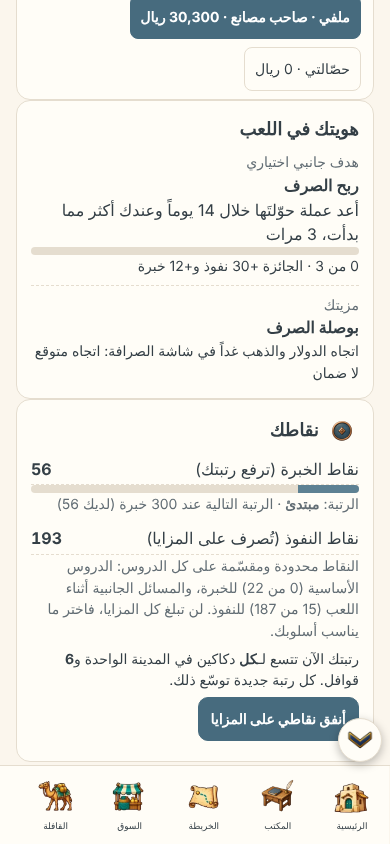 ملفي · صاحب مصانع · 30,300 ريال
حصّالتي · 0 ريال
هويتك في اللعب
هدف جانبي اختياري
ربح الصرف
أعد عملة حوّلتَها خلال 14 يوماً وعندك أكثر مما
بدأت، 3 مرات
0 من 3 · الجائزة +30 نفوذ و+12 خبرة
مزيتك
بوصلة الصرف
اتجاه الدولار والذهب غداً في شاشة الصرافة: اتجاه متوقع
لا ضمان
نقاطك
نقاط الخبرة (ترفع رتبتك) 56
الرتبة: مبتدئ · الرتبة التالية عند 300 خبرة (لديك 56)
نقاط النفوذ (تُصرف على المزايا) 193
النقاط محدودة ومقسّمة على كل الدروس: الدروس
الأساسية (0 من 22) للخبرة، والمسائل الجانبية أثناء
اللعب (15 من 187) للنفوذ. لن تبلغ كل المزايا، فاختر ما
يناسب أسلوبك.
رتبتك الآن تتسع لـكل دكاكين في المدينة الواحدة و6
قوافل. كل رتبة جديدة توسّع ذلك.
أنفق نقاطي على المزايا
الرئيسية
المكتب
الخريطة
السوق
القافلة